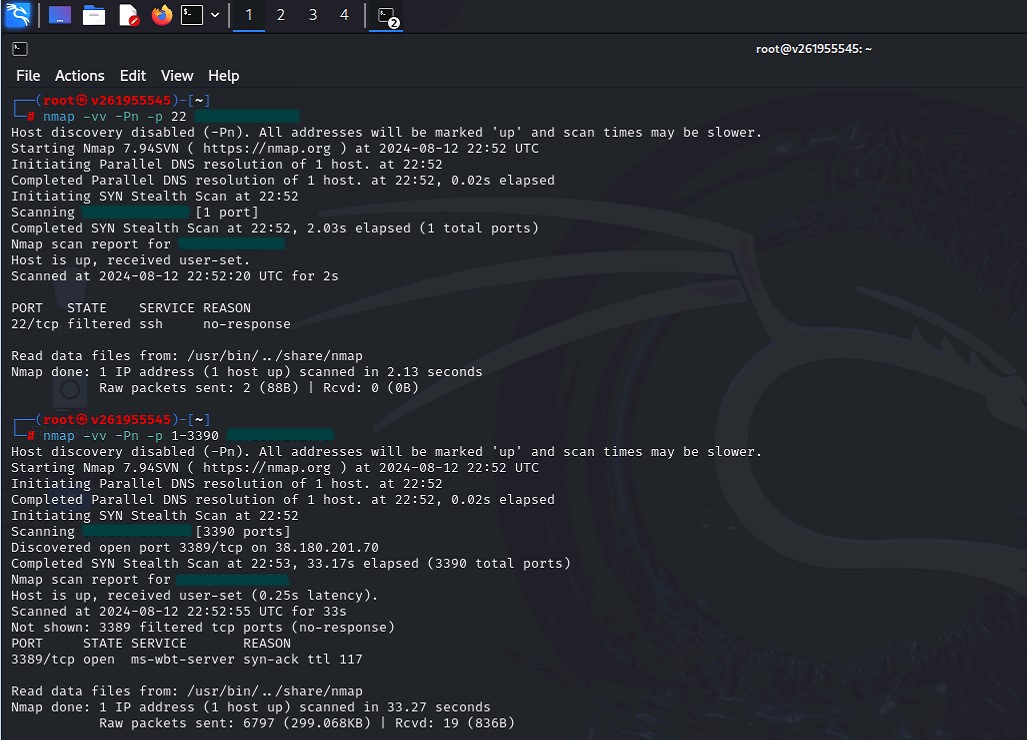 1 2 3 4 2
root@v261955545: ~
File Actions Edit View Help
┌──(root㉿v261955545)-[~]
└─# nmap -vv -Pn -p 22
Host discovery disabled (-Pn). All addresses will be marked 'up' and scan times may be slower.
Starting Nmap 7.94SVN ( https://nmap.org ) at 2024-08-12 22:52 UTC
Initiating Parallel DNS resolution of 1 host. at 22:52
Completed Parallel DNS resolution of 1 host. at 22:52, 0.02s elapsed
Initiating SYN Stealth Scan at 22:52
Scanning [1 port]
Completed SYN Stealth Scan at 22:52, 2.03s elapsed (1 total ports)
Nmap scan report for
Host is up, received user-set.
Scanned at 2024-08-12 22:52:20 UTC for 2s
PORT STATE SERVICE REASON
22/tcp filtered ssh no-response
Read data files from: /usr/bin/../share/nmap
Nmap done: 1 IP address (1 host up) scanned in 2.13 seconds
Raw packets sent: 2 (88B) | Rcvd: 0 (0B)
┌──(root㉿v261955545)-[~]
└─# nmap -vv -Pn -p 1-3390
Host discovery disabled (-Pn). All addresses will be marked 'up' and scan times may be slower.
Starting Nmap 7.94SVN ( https://nmap.org ) at 2024-08-12 22:52 UTC
Initiating Parallel DNS resolution of 1 host. at 22:52
Completed Parallel DNS resolution of 1 host. at 22:52, 0.02s elapsed
Initiating SYN Stealth Scan at 22:52
Scanning [3390 ports]
Discovered open port 3389/tcp on 38.180.201.70
Completed SYN Stealth Scan at 22:53, 33.17s elapsed (3390 total ports)
Nmap scan report for
Host is up, received user-set (0.25s latency).
Scanned at 2024-08-12 22:52:55 UTC for 33s
Not shown: 3389 filtered tcp ports (no-response)
PORT STATE SERVICE REASON
3389/tcp open ms-wbt-server syn-ack ttl 117
Read data files from: /usr/bin/../share/nmap
Nmap done: 1 IP address (1 host up) scanned in 33.27 seconds
Raw packets sent: 6797 (299.068KB) | Rcvd: 19 (836B)